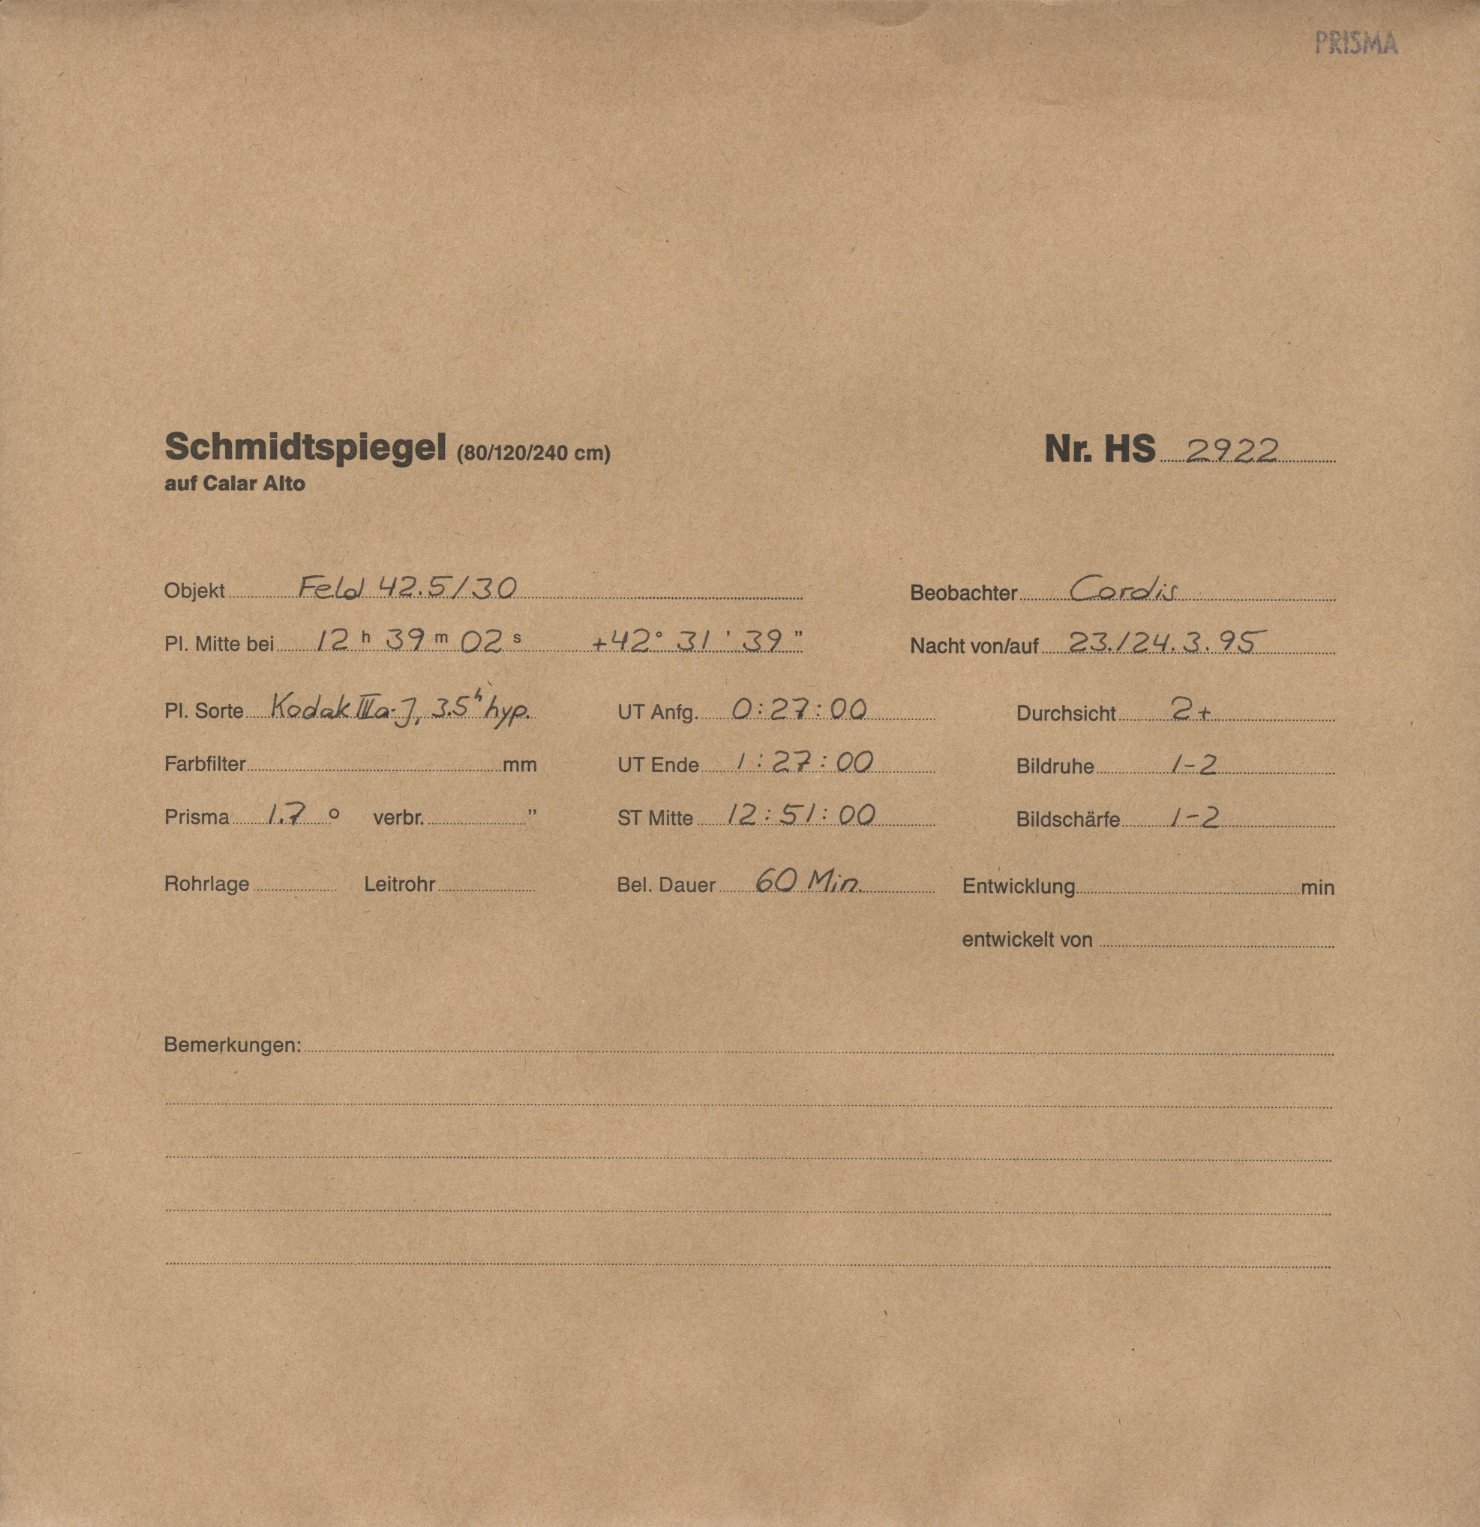 PRISMA
Schmidtspiegel (80/120/240 cm) Nr. HS 2922
auf Calar Alto
Objekt Feld 42.5/30 Beobachter Cordis
Pl. Mitte bei 12 h 39 m 02 s +42° 31 ' 39 " Nacht von/auf 23./24.3.95
Pl. Sorte Kodak IIIa-J, 3.5h hyp. UT Anfg. 0:27:00 Durchsicht 2+
Farbfilter mm UT Ende 1:27:00 Bildruhe 1-2
Prisma 1.7 ° verbr. " ST Mitte 12:51:00 Bildschärfe 1-2
Rohrlage Leitrohr Bel. Dauer 60 Min. Entwicklung min
entwickelt von
Bemerkungen: